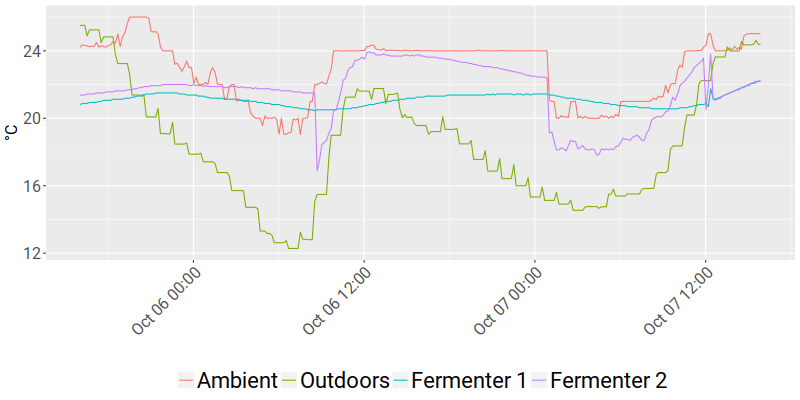 °C
24
20
16
12
Oct 06 00:00
Oct 06 12:00
Oct 07 00:00
Oct 07 12:00
Ambient Outdoors Fermenter 1 Fermenter 2